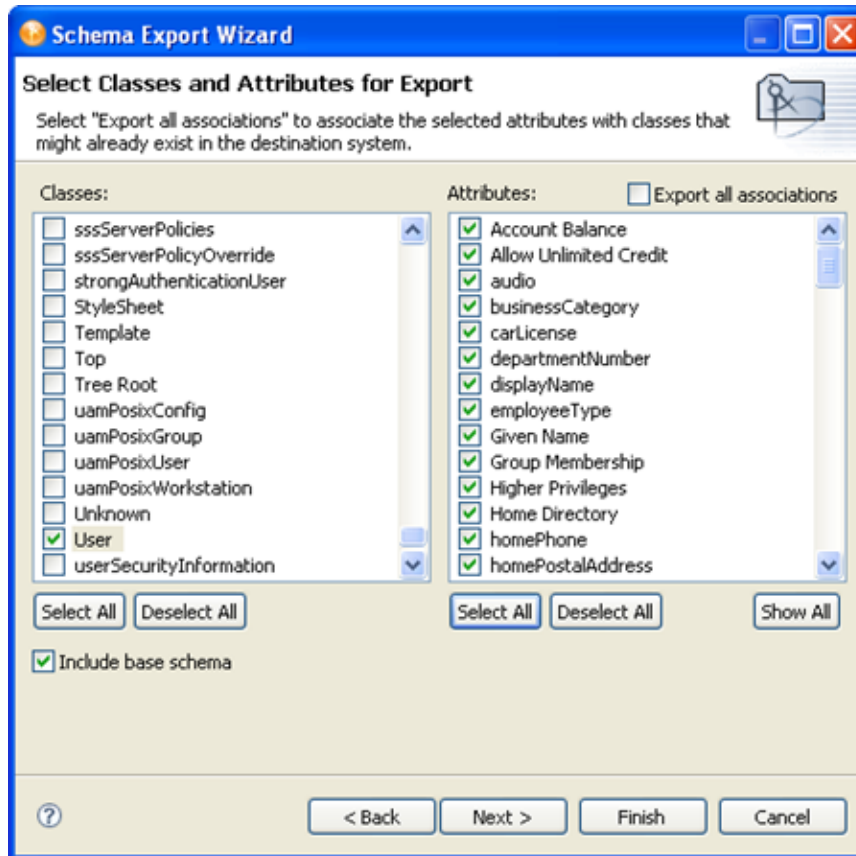 Schema Export Wizard
Select Classes and Attributes for Export
Select "Export all associations" to associate the selected attributes with classes that
might already exist in the destination system.
Classes:
sssServerPolicies
sssServerPolicyOverride
strongAuthenticationUser
StyleSheet
Template
Top
Tree Root
uamPosixConfig
uamPosixGroup
uamPosixUser
uamPosixWorkstation
Unknown
User
userSecurityInformation
Select All Deselect All
Include base schema
Attributes: Export all associations
Account Balance
Allow Unlimited Credit
audio
businessCategory
carLicense
departmentNumber
displayName
employeeType
Given Name
Group Membership
Higher Privileges
Home Directory
homePhone
homePostalAddress
Select All Deselect All Show All
? < Back Next > Finish Cancel